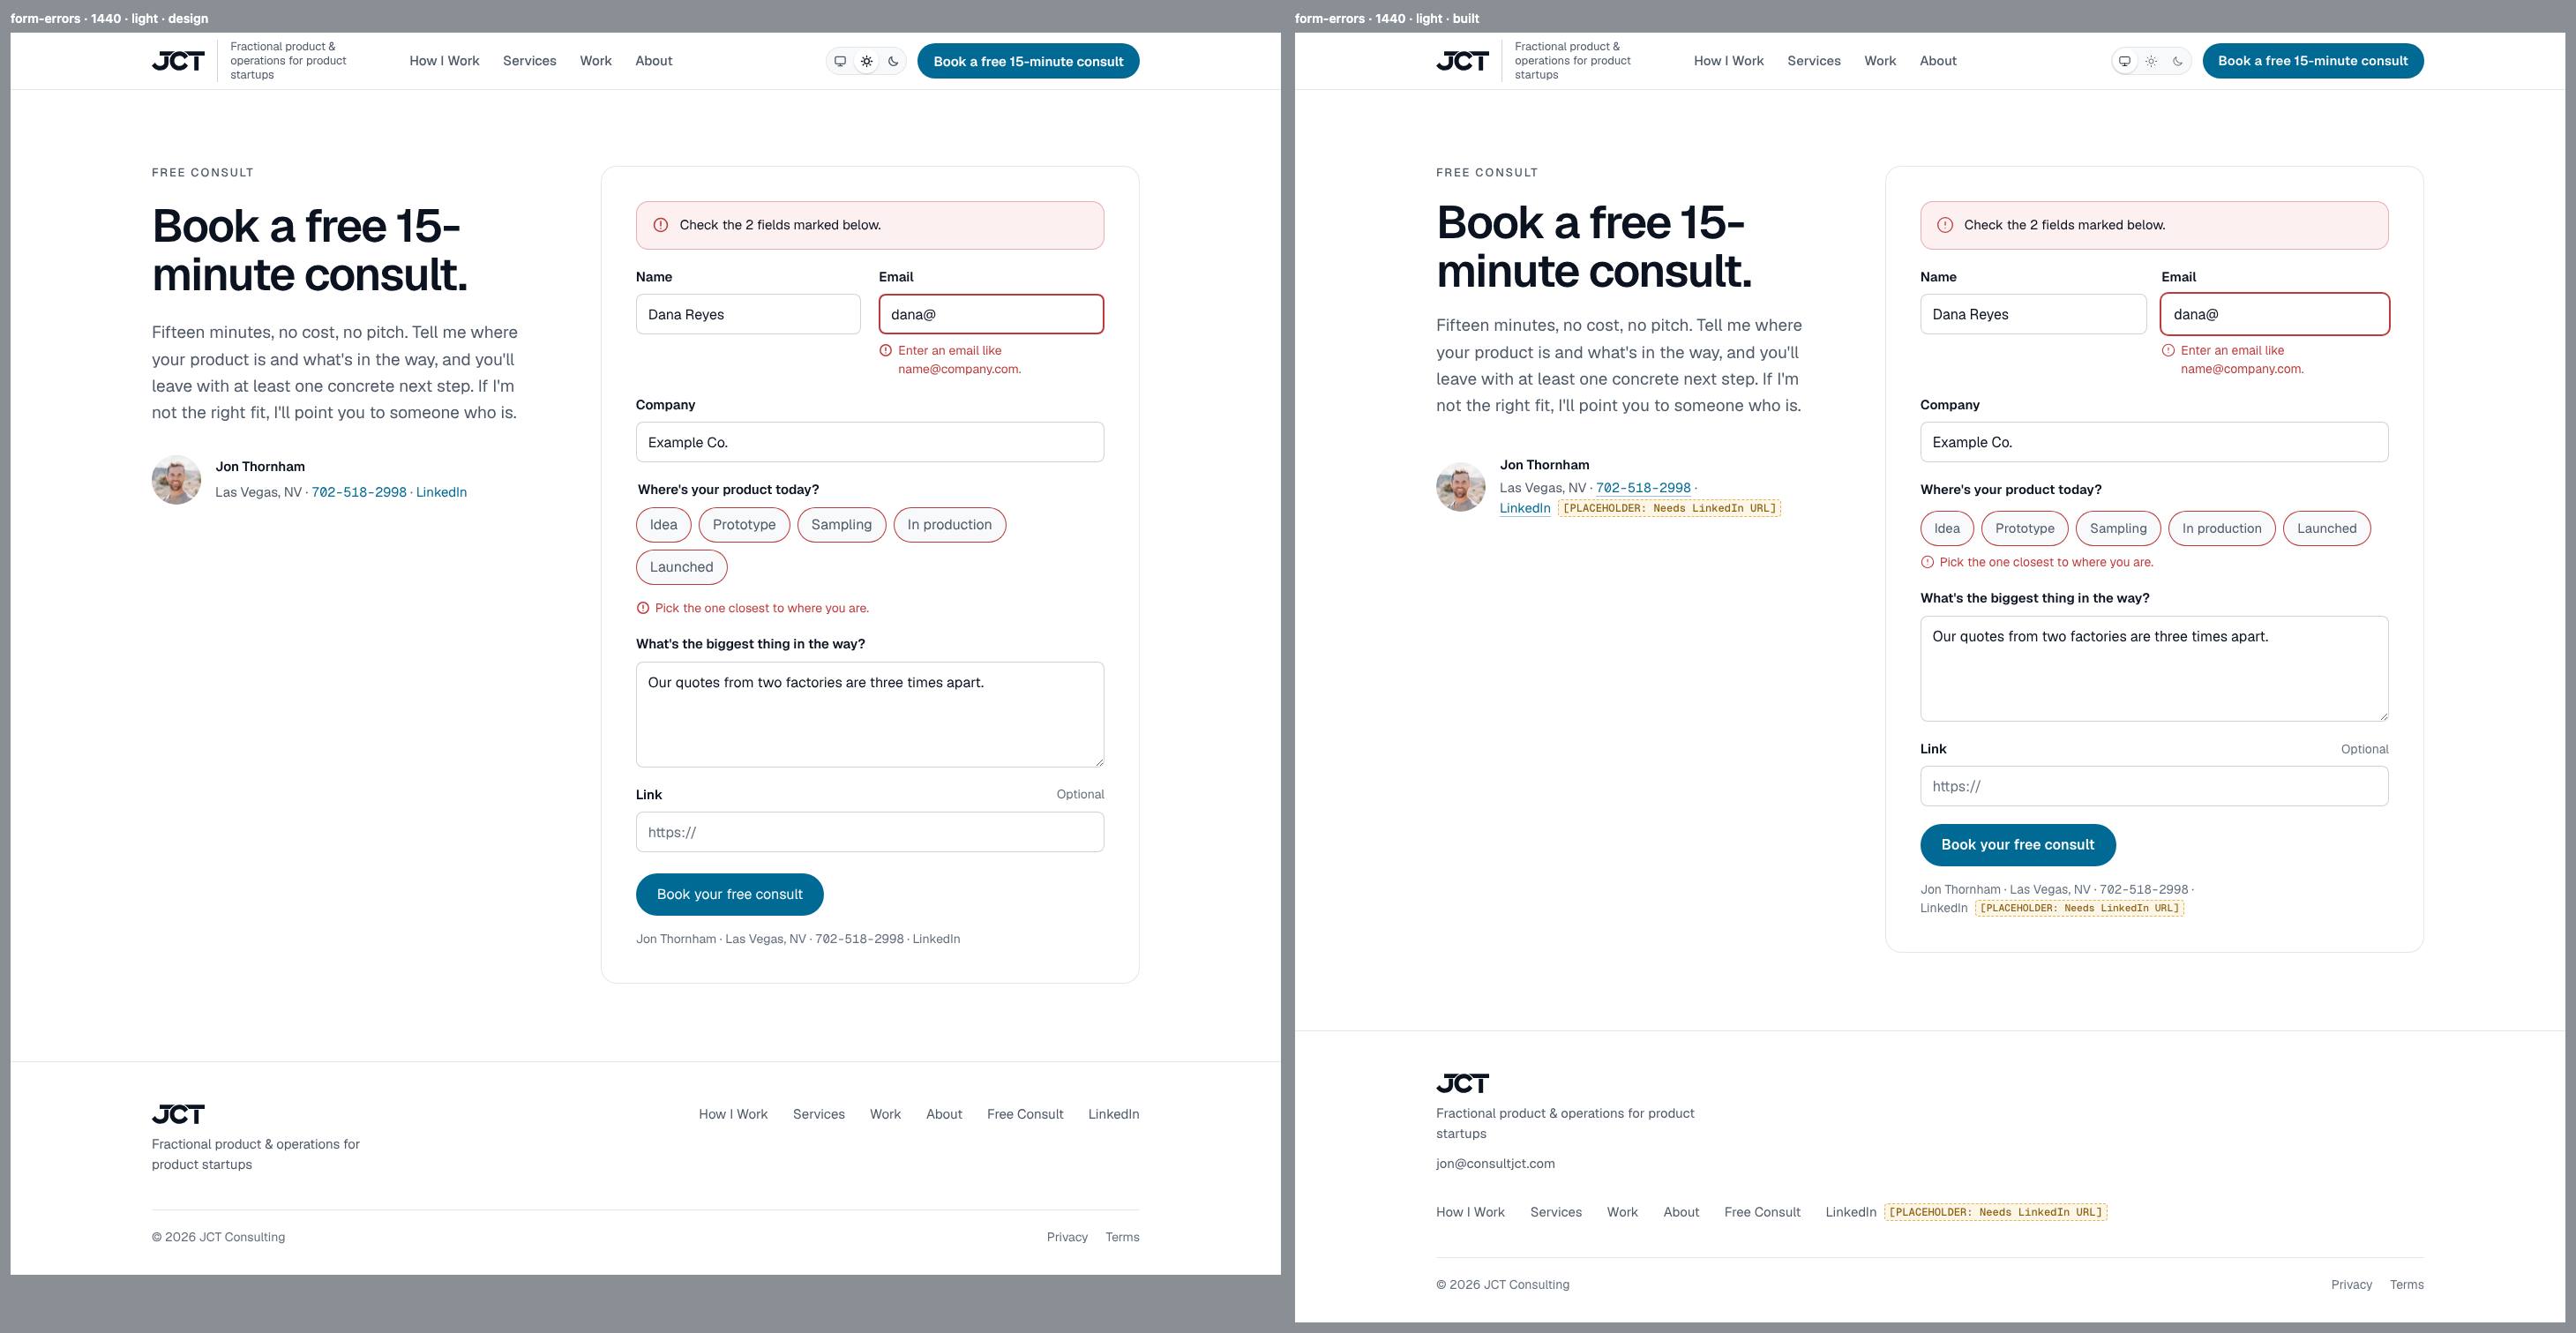 form-errors · 1440 · light · design
JCT
Fractional product &
operations for product
startups
How I Work Services Work About
Book a free 15-minute consult
FREE CONSULT
Book a free 15-
minute consult.
Fifteen minutes, no cost, no pitch. Tell me where
your product is and what's in the way, and you'll
leave with at least one concrete next step. If I'm
not the right fit, I'll point you to someone who is.
Jon Thornham
Las Vegas, NV · 702-518-2998 · LinkedIn
Check the 2 fields marked below.
Name Email
Dana Reyes dana@
Enter an email like
name@company.com.
Company
Example Co.
Where's your product today?
Idea Prototype Sampling In production
Launched
Pick the one closest to where you are.
What's the biggest thing in the way?
Our quotes from two factories are three times apart.
Link Optional
https://
Book your free consult
Jon Thornham · Las Vegas, NV · 702-518-2998 · LinkedIn
JCT
Fractional product & operations for
product startups
How I Work Services Work About Free Consult LinkedIn
© 2026 JCT Consulting Privacy Terms
form-errors · 1440 · light · built
JCT
Fractional product &
operations for product
startups
How I Work Services Work About
Book a free 15-minute consult
FREE CONSULT
Book a free 15-
minute consult.
Fifteen minutes, no cost, no pitch. Tell me where
your product is and what's in the way, and you'll
leave with at least one concrete next step. If I'm
not the right fit, I'll point you to someone who is.
Jon Thornham
Las Vegas, NV · 702-518-2998 ·
LinkedIn [PLACEHOLDER: Needs LinkedIn URL]
Check the 2 fields marked below.
Name Email
Dana Reyes dana@
Enter an email like
name@company.com.
Company
Example Co.
Where's your product today?
Idea Prototype Sampling In production Launched
Pick the one closest to where you are.
What's the biggest thing in the way?
Our quotes from two factories are three times apart.
Link Optional
https://
Book your free consult
Jon Thornham · Las Vegas, NV · 702-518-2998 ·
LinkedIn [PLACEHOLDER: Needs LinkedIn URL]
JCT
Fractional product & operations for product
startups
jon@consultjct.com
How I Work Services Work About Free Consult LinkedIn [PLACEHOLDER: Needs LinkedIn URL]
© 2026 JCT Consulting Privacy Terms